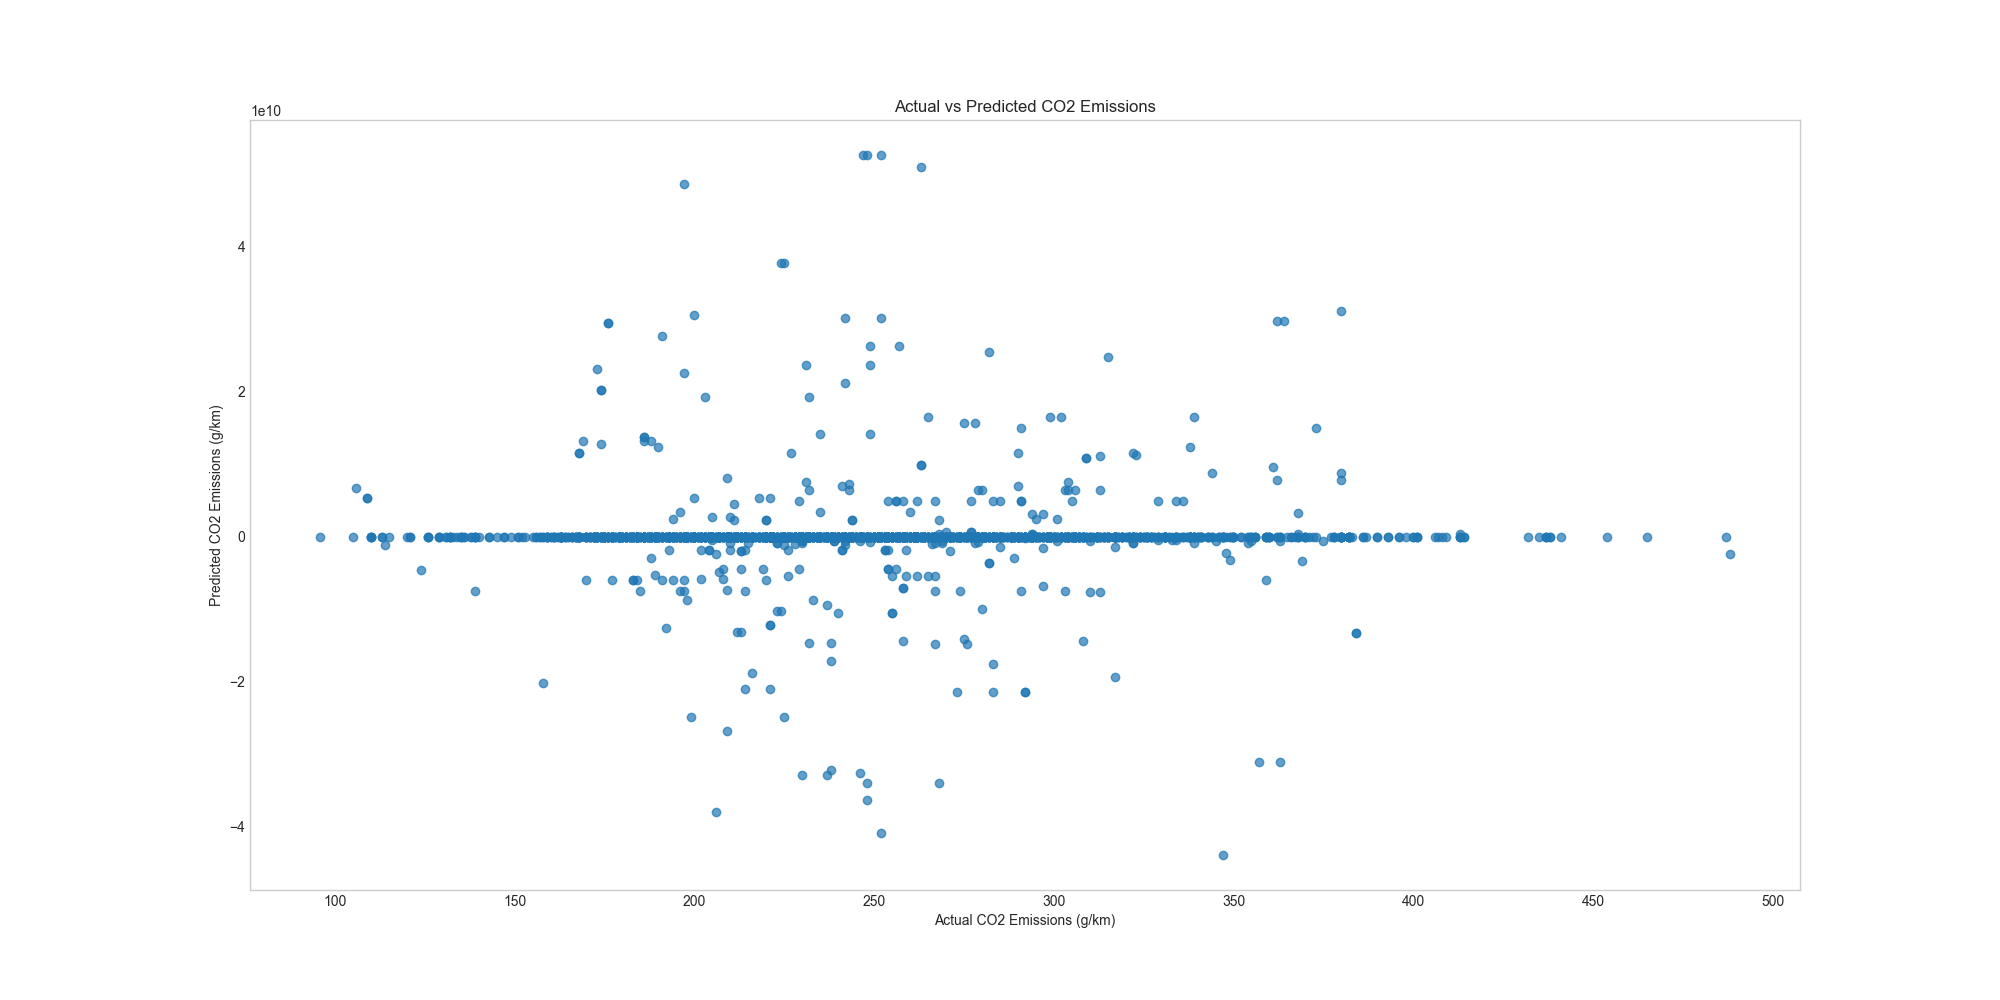 Actual vs Predicted CO2 Emissions
1e10
4
2
0
−2
−4
Predicted CO2 Emissions (g/km)
100 150 200 250 300 350 400 450 500
Actual CO2 Emissions (g/km)